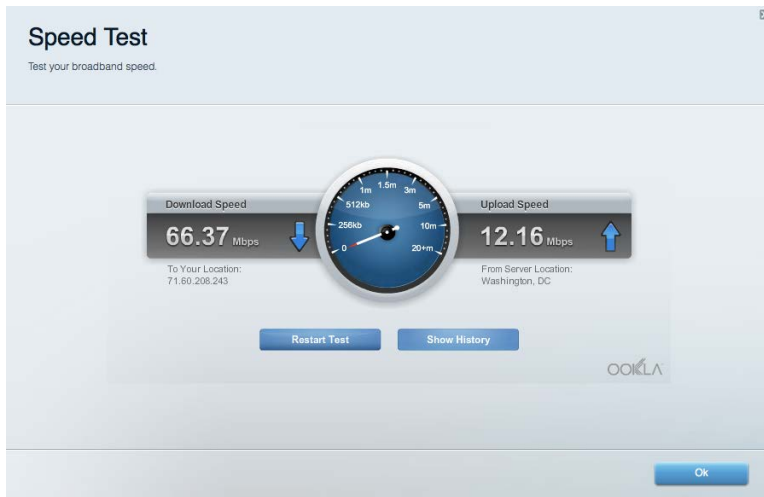 Speed Test
Test your broadband speed.
Download Speed
66.37 Mbps
To Your Location:
71.60.208.243
0
256kb
512kb
1m
1.5m
3m
5m
10m
20+m
Upload Speed
12.16 Mbps
From Server Location:
Washington, DC
Restart Test
Show History
OOKLA
Ok